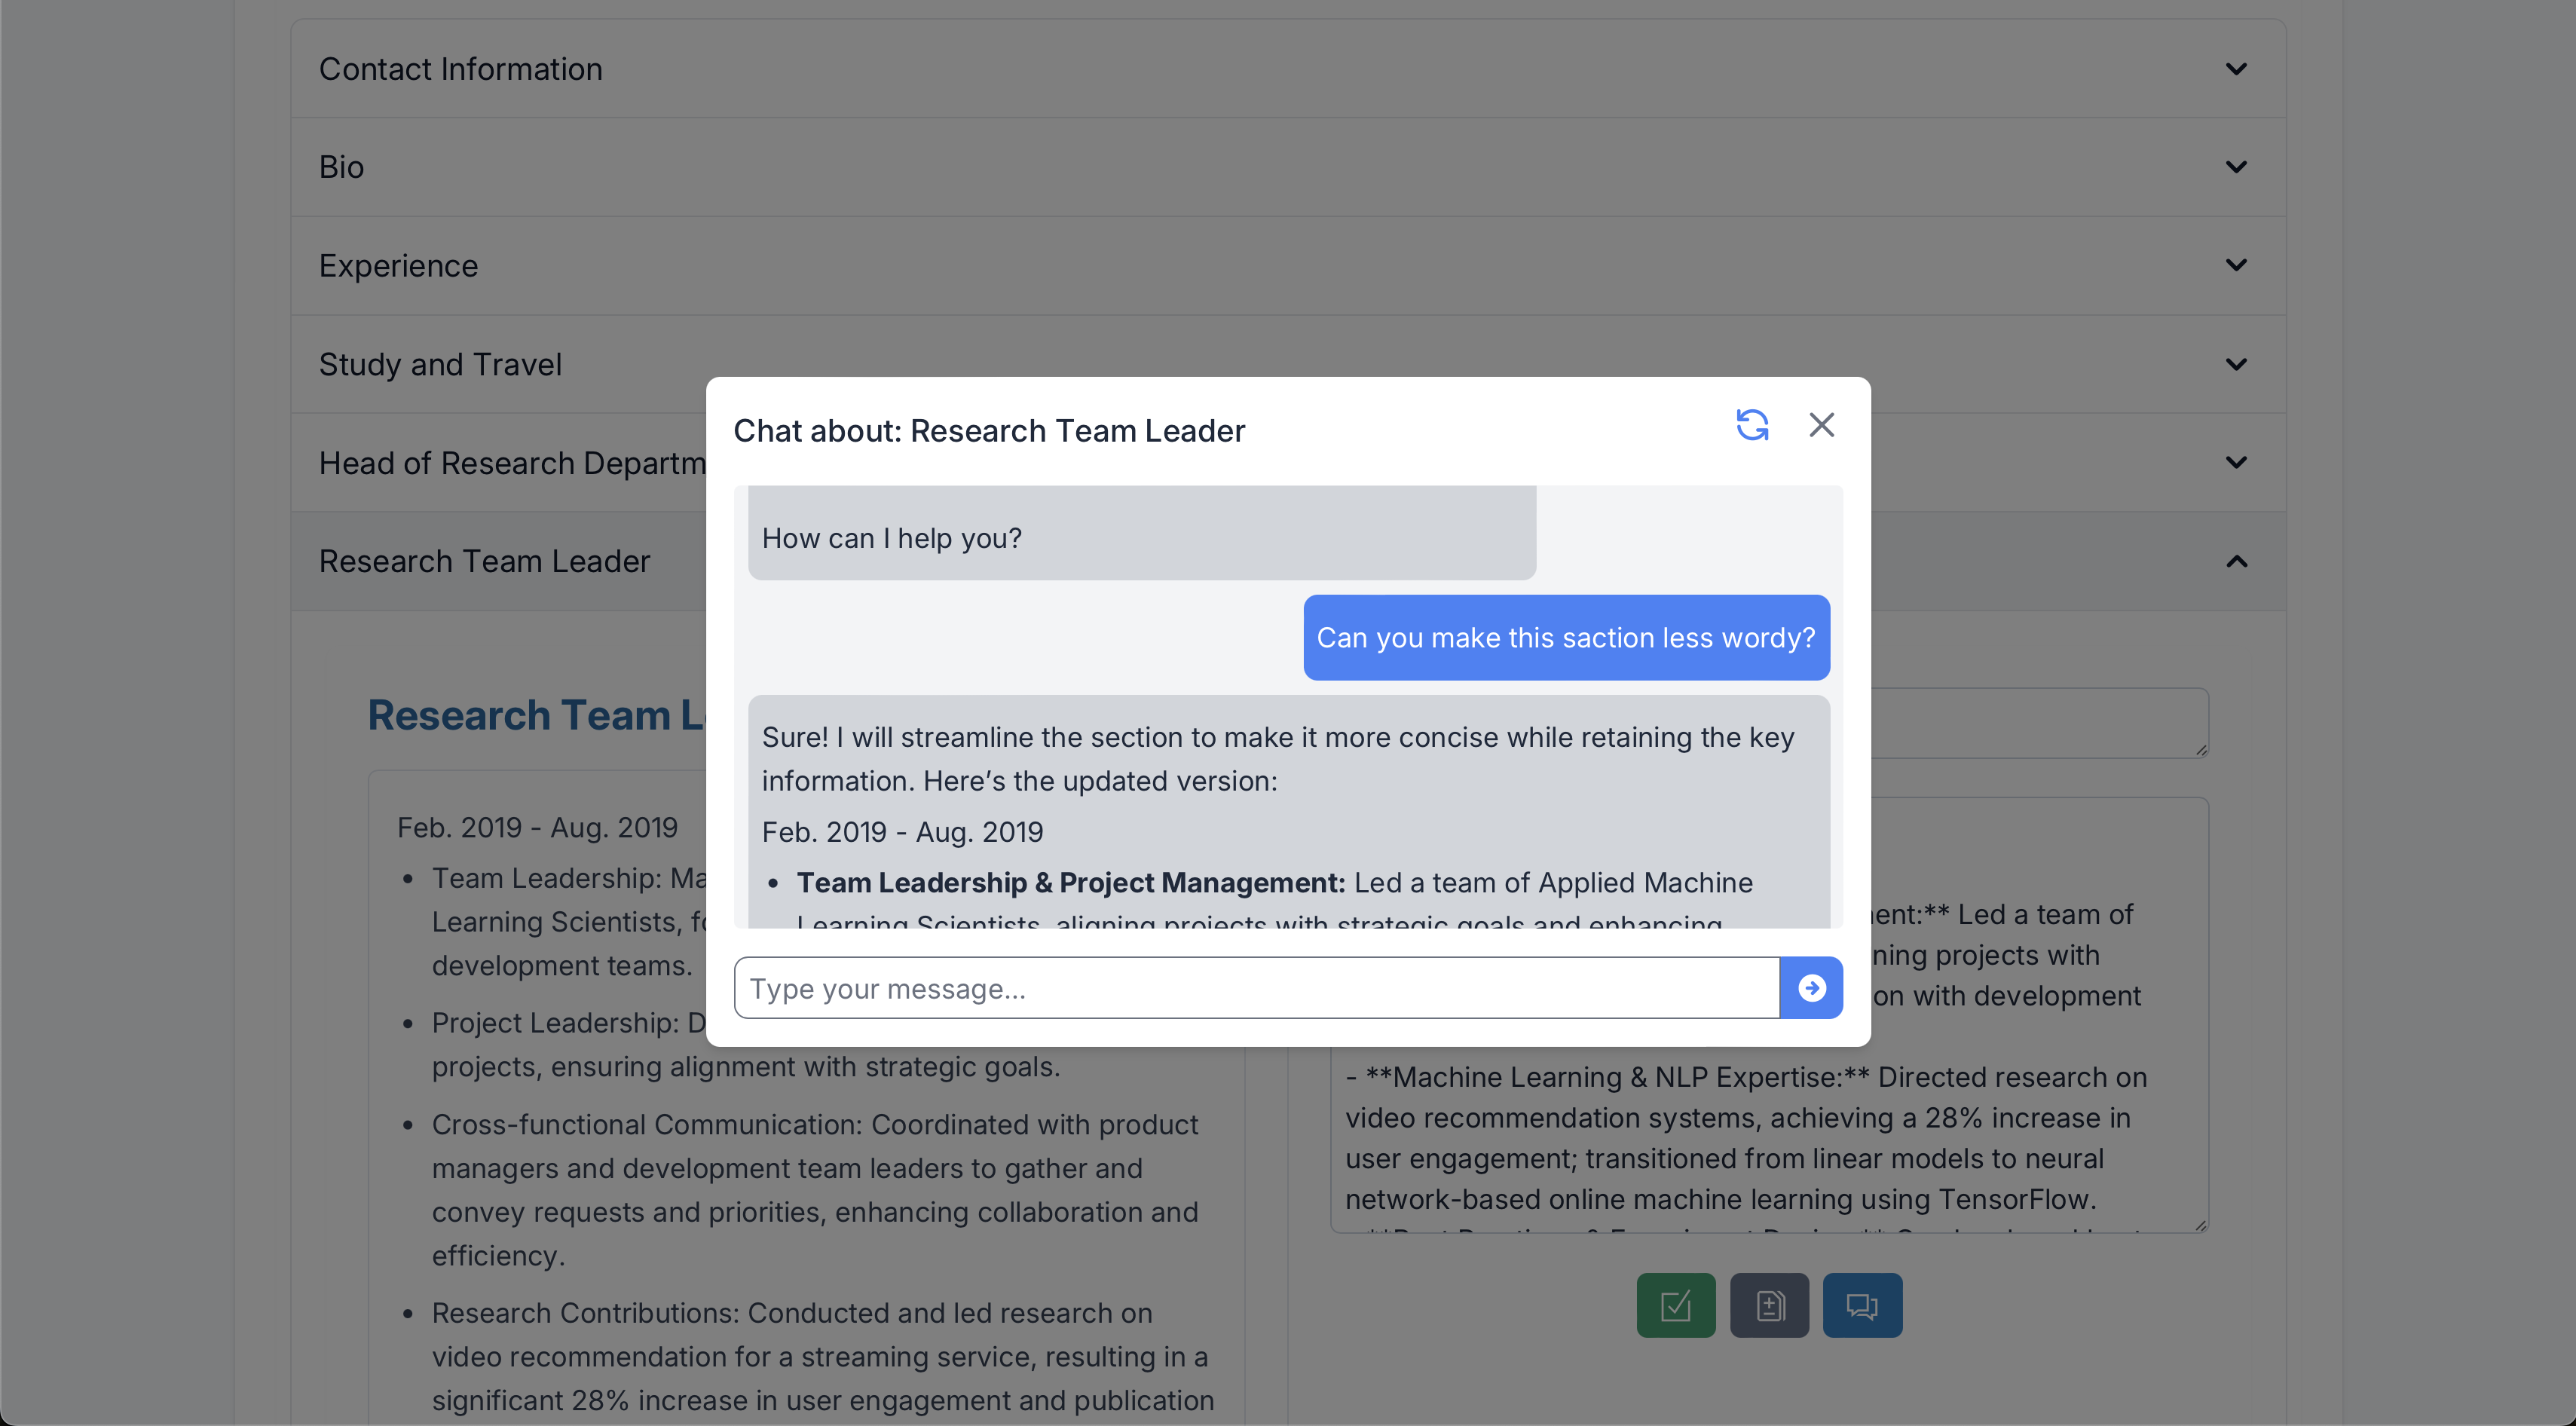 Contact Information
Bio
Experience
Study and Travel
Head of Research
Research Team Leader
Chat about: Research Team Leader
How can I help you?
Can you make this saction less wordy?
Sure! I will streamline the section to make it more concise while retaining the key
information. Here's the updated version:
Feb. 2019 - Aug. 2019
• Team Leadership & Project Management: Led a team of Applied Machine
Learning Scientists, aligning projects with strategic goals and enhancing
Type your message...
Research Team
Feb. 2019 - Aug. 2019
• Team Leadership:
Learning Scientists,
development teams.
• Project Leadership:
projects, ensuring alignment with strategic goals.
• Cross-functional Communication: Coordinated with product
managers and development team leaders to gather and
convey requests and priorities, enhancing collaboration and
efficiency.
• Research Contributions: Conducted and led research on
video recommendation for a streaming service, resulting in a
significant 28% increase in user engagement and publication
Led a team of
projects with
with development
- **Machine Learning & NLP Expertise:** Directed research on
video recommendation systems, achieving a 28% increase in
user engagement; transitioned from linear models to neural
network-based online machine learning using TensorFlow.